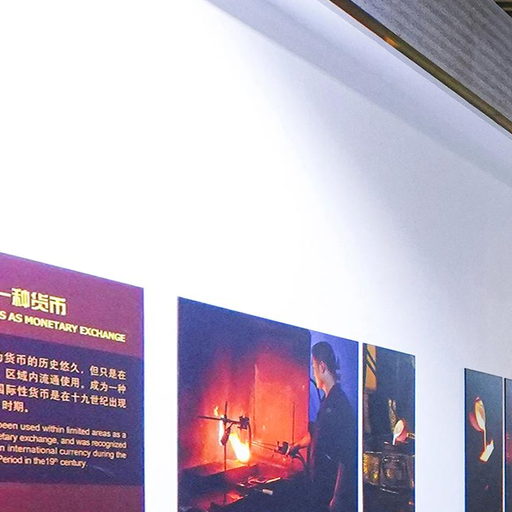 一种货币
S AS MONETARY EXCHANGE
货币的历史悠久，但只是在
区域内流通使用，成为一种
国际性货币是在十九世纪出现
时期。
been used within limited areas as a
etary exchange, and was recognized
n international currency during the
Period in the 19th century.